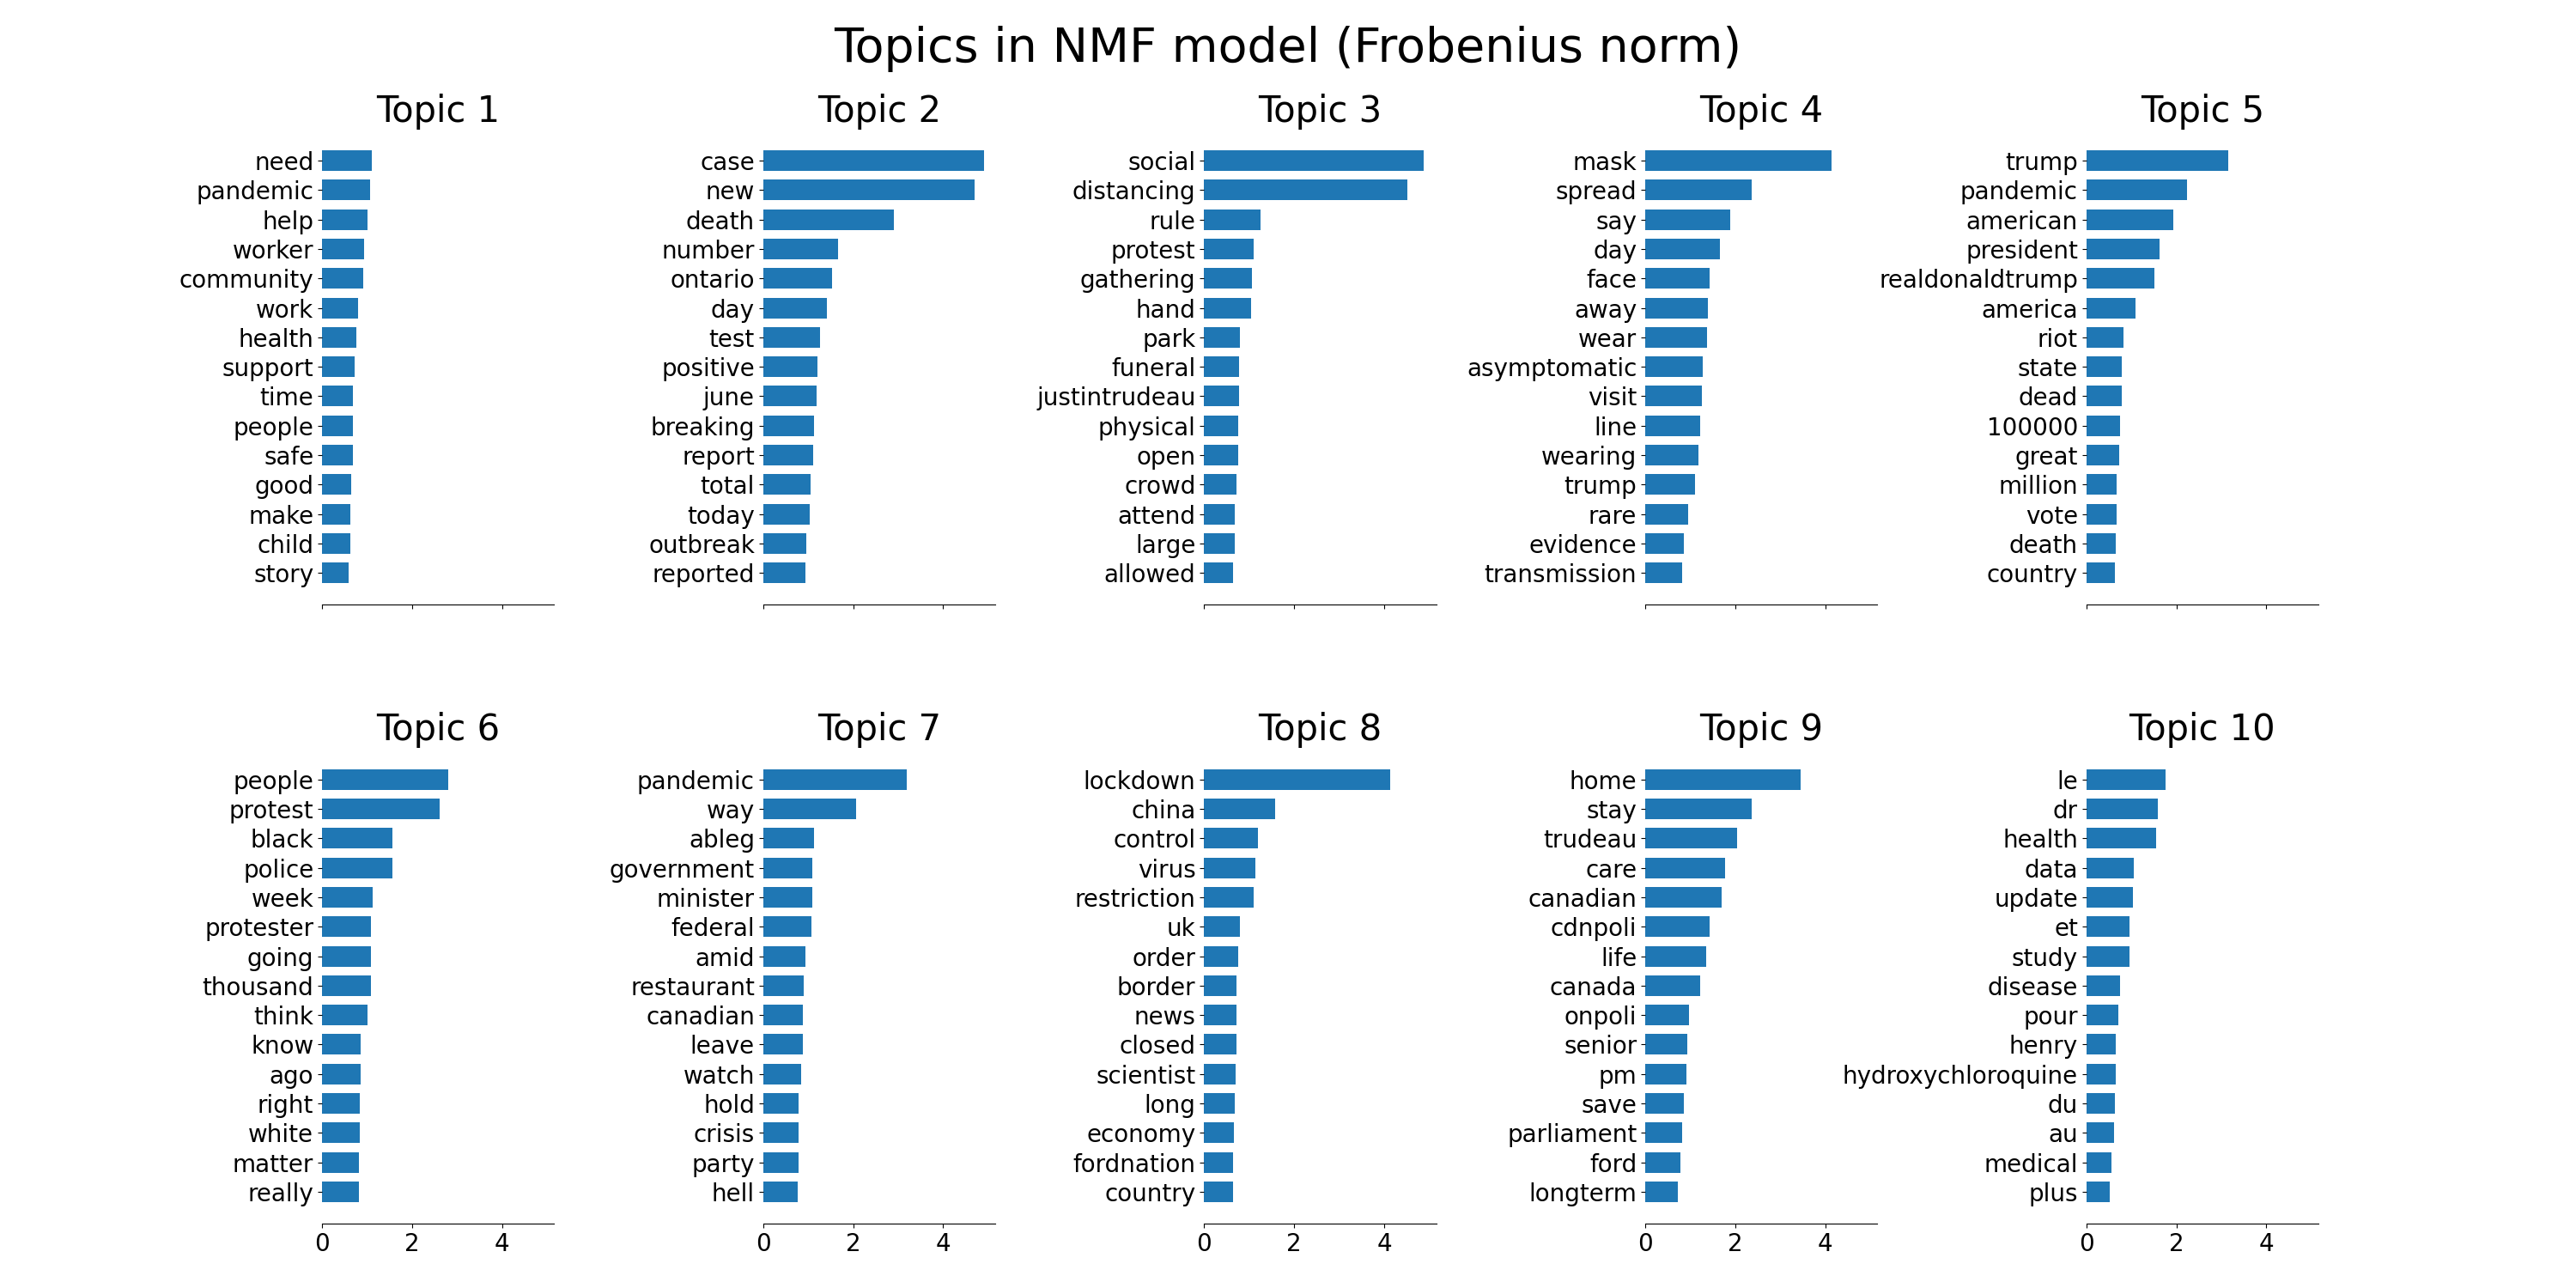 Topics in NMF model (Frobenius norm)
Topic 1
need
pandemic
help
worker
community
work
health
support
time
people
safe
good
make
child
story
Topic 2
case
new
death
number
ontario
day
test
positive
june
breaking
report
total
today
outbreak
reported
Topic 3
social
distancing
rule
protest
gathering
hand
park
funeral
justintrudeau
physical
open
crowd
attend
large
allowed
Topic 4
mask
spread
say
day
face
away
wear
asymptomatic
visit
line
wearing
trump
rare
evidence
transmission
Topic 5
trump
pandemic
american
president
realdonaldtrump
america
riot
state
dead
100000
great
million
vote
death
country
Topic 6
people
protest
black
police
week
protester
going
thousand
think
know
ago
right
white
matter
really
0 2 4
Topic 7
pandemic
way
ableg
government
minister
federal
amid
restaurant
canadian
leave
watch
hold
crisis
party
hell
0 2 4
Topic 8
lockdown
china
control
virus
restriction
uk
order
border
news
closed
scientist
long
economy
fordnation
country
0 2 4
Topic 9
home
stay
trudeau
care
canadian
cdnpoli
life
canada
onpoli
senior
pm
save
parliament
ford
longterm
0 2 4
Topic 10
le
dr
health
data
update
et
study
disease
pour
henry
hydroxychloroquine
du
au
medical
plus
0 2 4